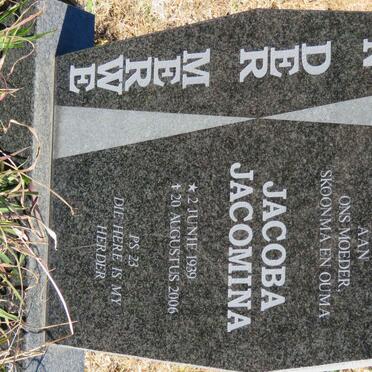 DER
MERWE
AAN
ONS MOEDER
SKOONMA EN OUMA
JACOBA
JACOMINA
★ 2 JUNIE 1939
✝ 20 AUGUSTUS 2006
PS 23
DIE HERE IS MY
HERDER